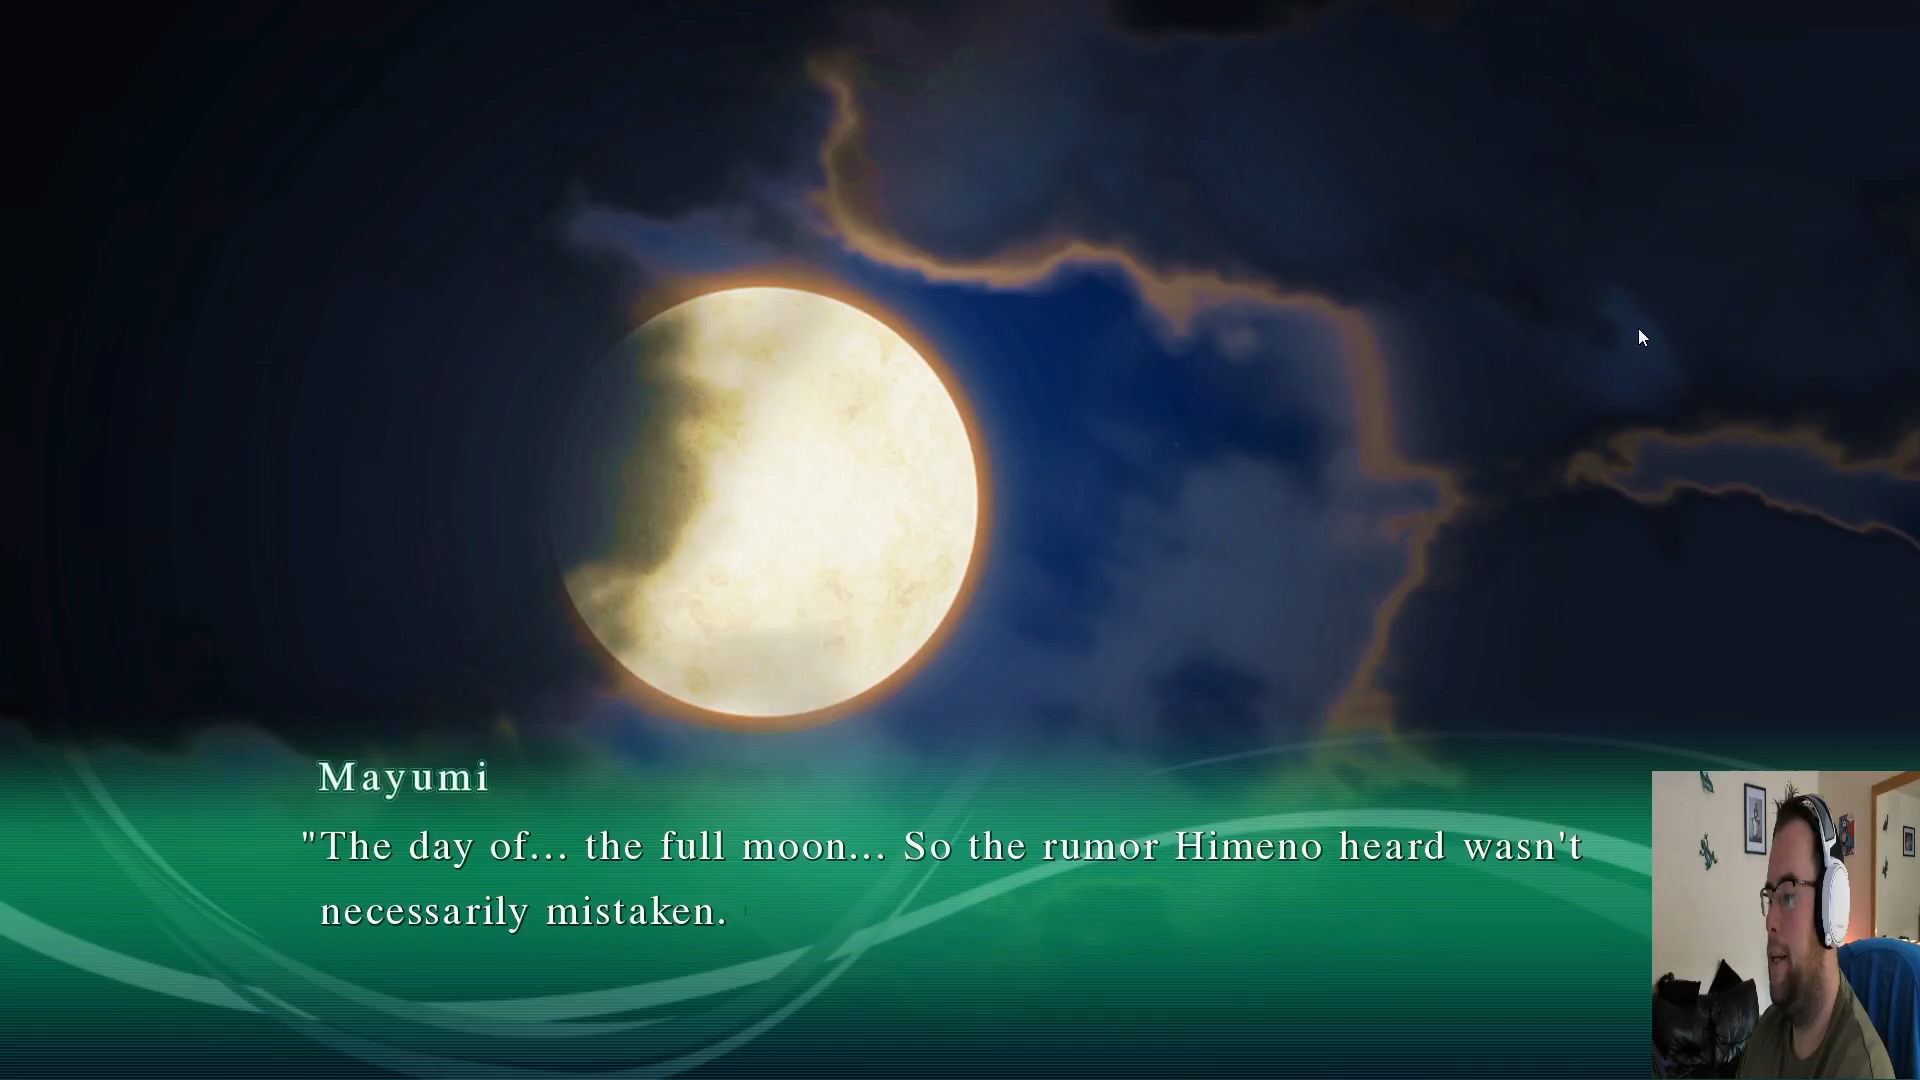 Mayumi
"The day of... the full moon... So the rumor Himeno heard wasn't
necessarily mistaken.